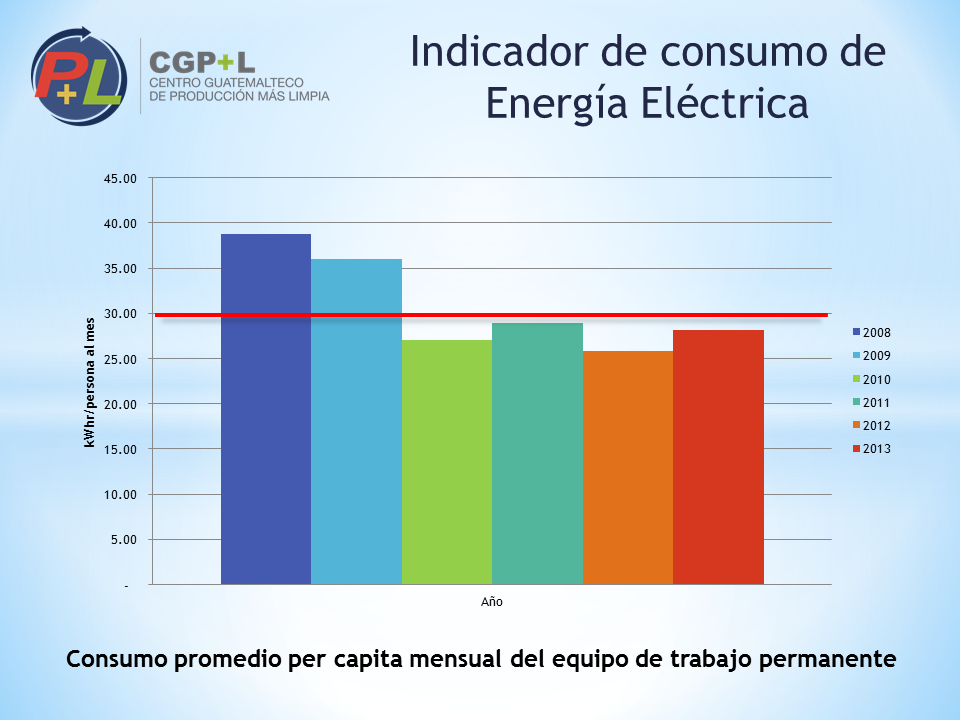 P+L
CGP+L
CENTRO GUATEMALTECO
DE PRODUCCIÓN MÁS LIMPIA
Indicador de consumo de
Energía Eléctrica
45.00
40.00
35.00
30.00
25.00
20.00
15.00
10.00
5.00
-
kWhr/persona al mes
Año
2008
2009
2010
2011
2012
2013
Consumo promedio per capita mensual del equipo de trabajo permanente